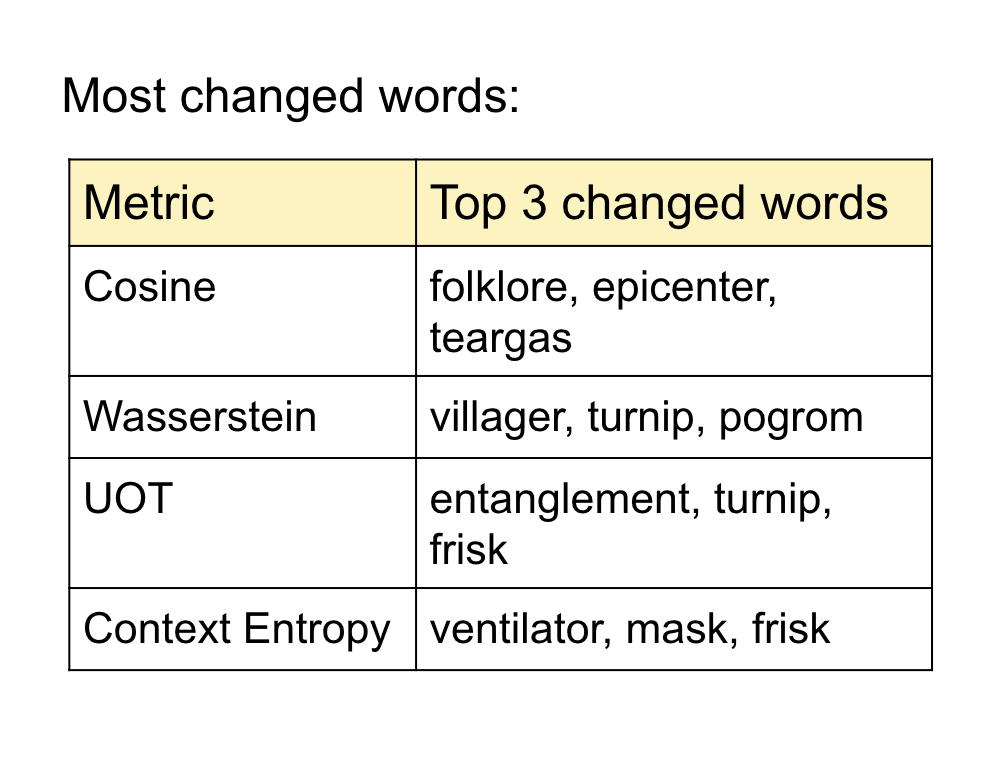 Most changed words:
Metric
Top 3 changed words
Cosine
folklore, epicenter,
teargas
Wasserstein
villager, turnip, pogrom
UOT
entanglement, turnip,
frisk
Context Entropy
ventilator, mask, frisk